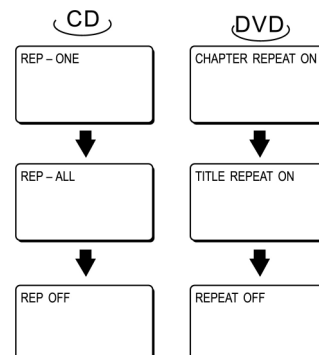 CD
REP – ONE
REP – ALL
REP OFF
DVD
CHAPTER REPEAT ON
TITLE REPEAT ON
REPEAT OFF